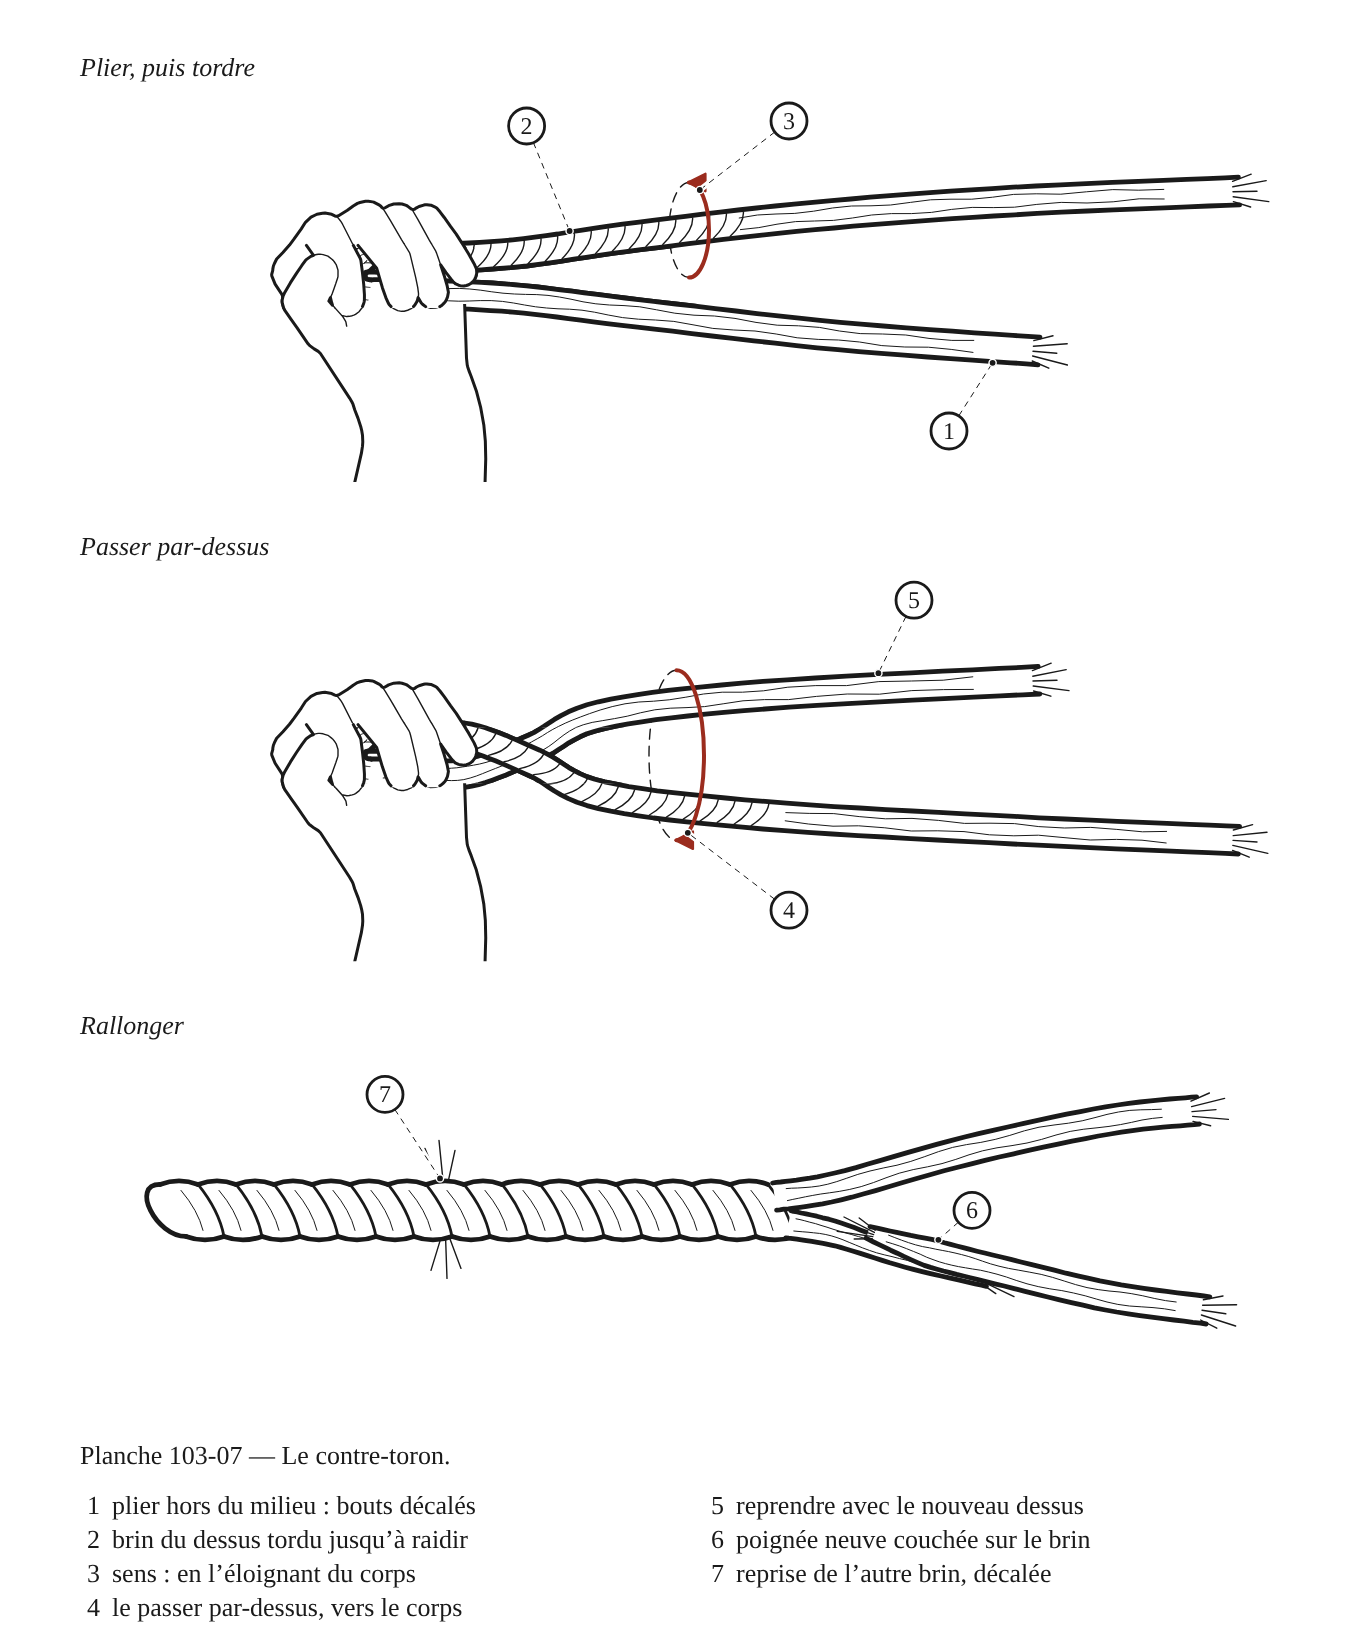 Plier, puis tordre
2
3
1
Passer par-dessus
5
4
Rallonger
7
6
Planche 103-07 — Le contre-toron.
1 plier hors du milieu : bouts décalés
2 brin du dessus tordu jusqu’à raidir
3 sens : en l’éloignant du corps
4 le passer par-dessus, vers le corps
5 reprendre avec le nouveau dessus
6 poignée neuve couchée sur le brin
7 reprise de l’autre brin, décalée